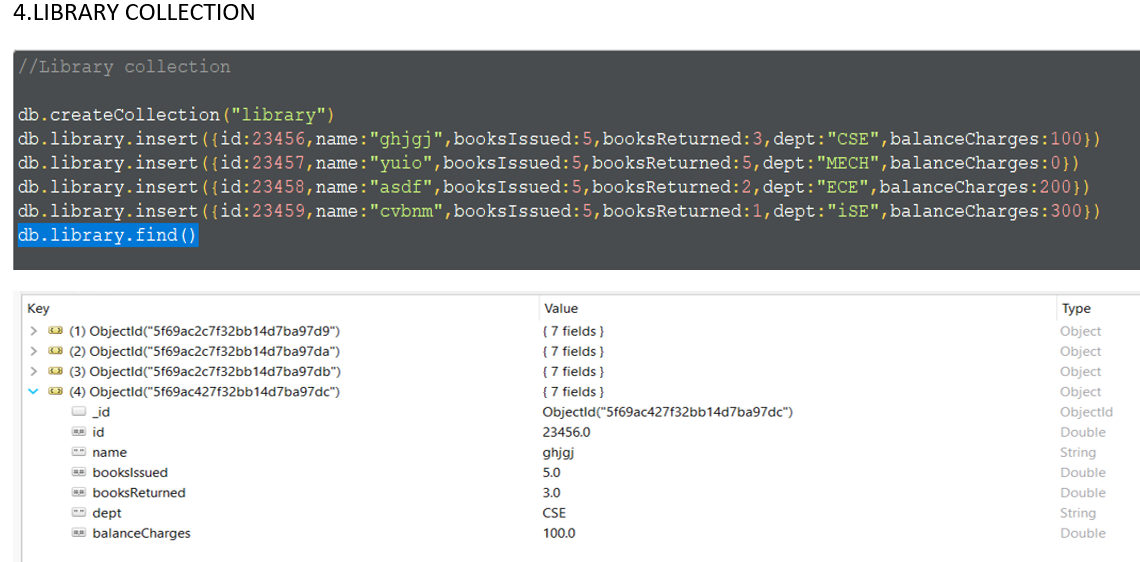 4.LIBRARY COLLECTION
//Library collection
db.createCollection("library")
db.library.insert({id:23456,name:"ghjgj",booksIssued:5,booksReturned:3,dept:"CSE",balanceCharges:100})
db.library.insert({id:23457,name:"yuio",booksIssued:5,booksReturned:5,dept:"MECH",balanceCharges:0})
db.library.insert({id:23458,name:"asdf",booksIssued:5,booksReturned:2,dept:"ECE",balanceCharges:200})
db.library.insert({id:23459,name:"cvbnm",booksIssued:5,booksReturned:1,dept:"iSE",balanceCharges:300})
db.library.find()
Key Value Type
(1) ObjectId("5f69ac2c7f32bb14d7ba97d9") { 7 fields } Object
(2) ObjectId("5f69ac2c7f32bb14d7ba97da") { 7 fields } Object
(3) ObjectId("5f69ac2c7f32bb14d7ba97db") { 7 fields } Object
(4) ObjectId("5f69ac427f32bb14d7ba97dc") { 7 fields } Object
_id ObjectId("5f69ac427f32bb14d7ba97dc") ObjectId
id 23456.0 Double
name ghjgj String
booksIssued 5.0 Double
booksReturned 3.0 Double
dept CSE String
balanceCharges 100.0 Double